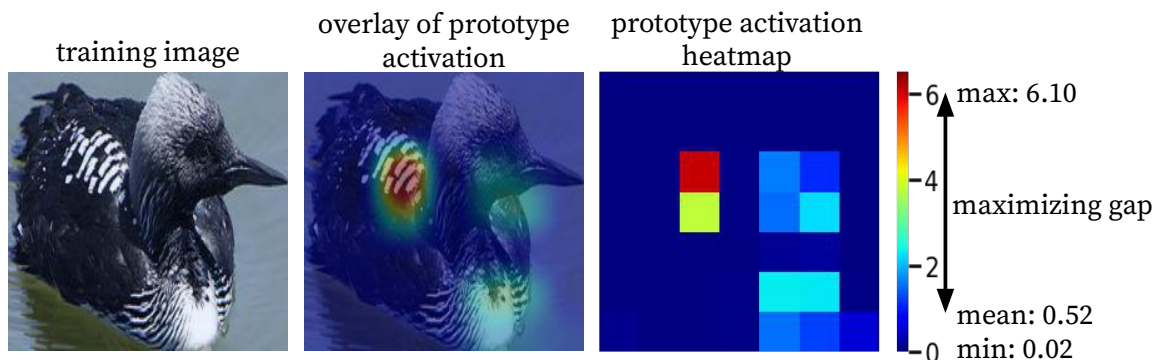 training image
overlay of prototype
activation
prototype activation
heatmap
6
4
2
0
max: 6.10
maximizing gap
mean: 0.52
min: 0.02